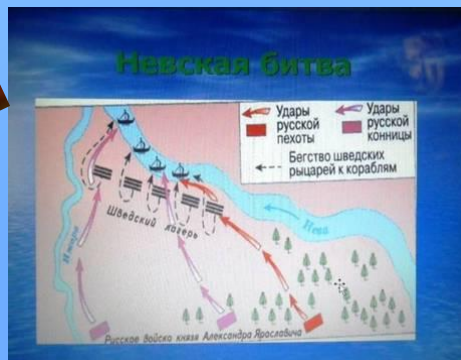 Невская битва
Удары
русской
пехоты
Удары
русской
конницы
Бегство шведских
рыцарей к кораблям
Ижора
Шведский лагерь
Нева
Русское войско князя Александра Ярославича